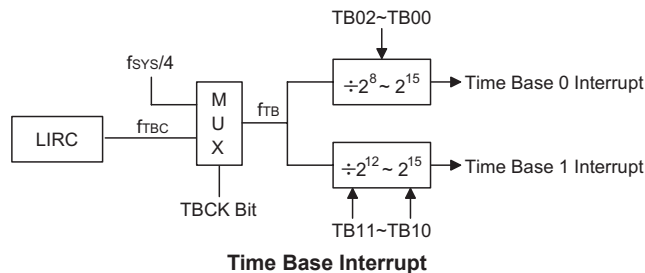 TB02~TB00
fSYS/4
M
U
X
fTB
÷2^8 ~ 2^15
Time Base 0 Interrupt
LIRC
fTBC
÷2^12 ~ 2^15
Time Base 1 Interrupt
TBCK Bit
TB11~TB10
Time Base Interrupt